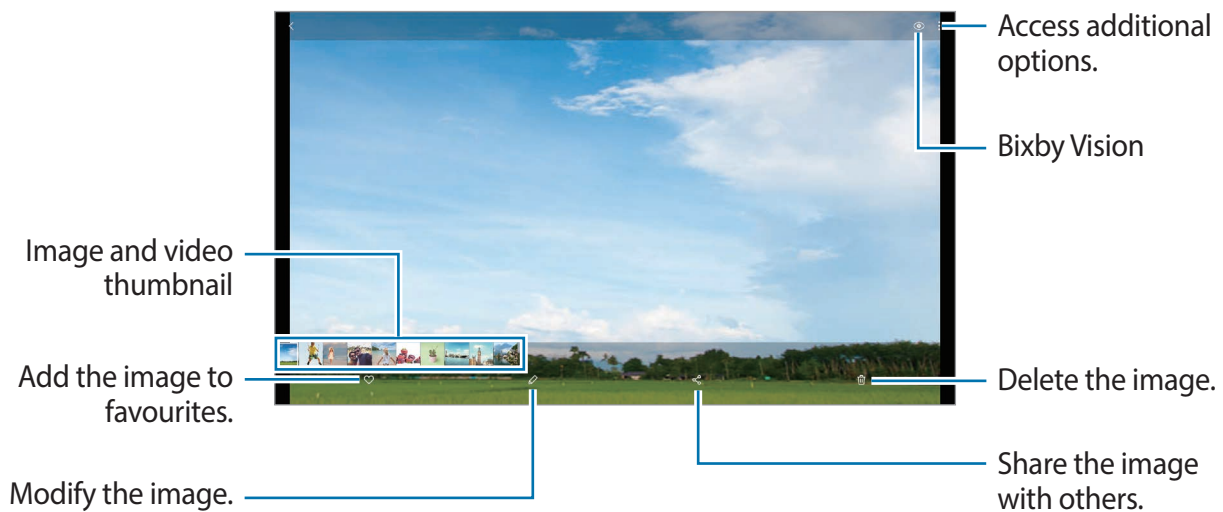 Access additional
options.
Bixby Vision
Image and video
thumbnail
Add the image to
favourites.
Delete the image.
Modify the image.
Share the image
with others.